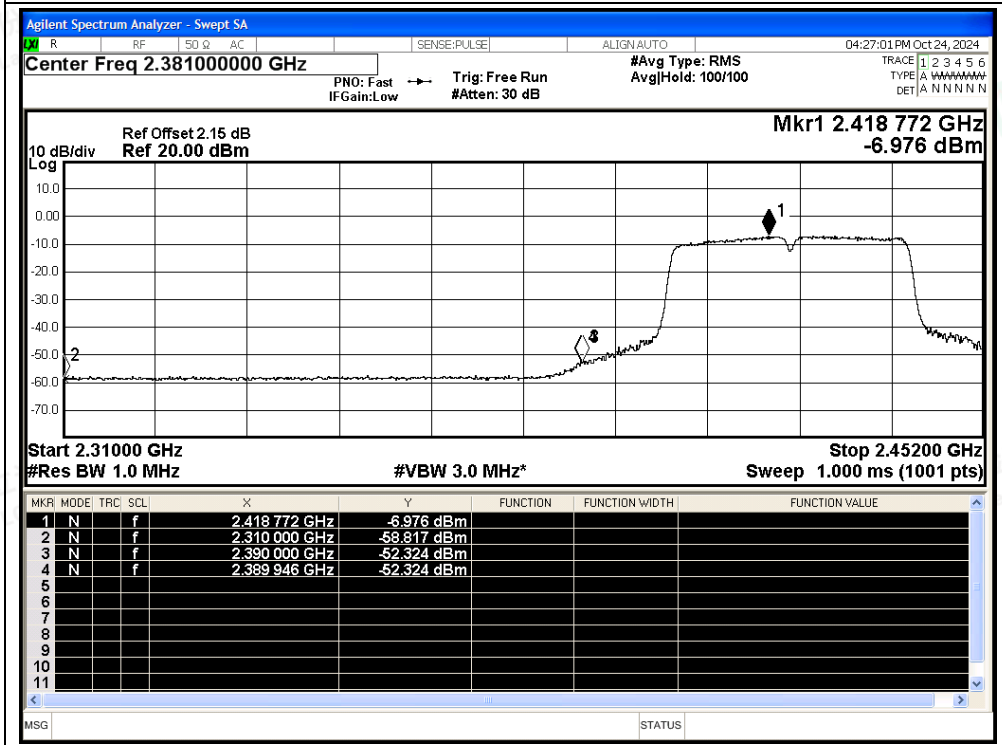 Agilent Spectrum Analyzer - Swept SA
LXI R RF 50 Ω AC SENSE:PULSE ALIGN AUTO 04:27:01 PM Oct 24, 2024
Center Freq 2.381000000 GHz #Avg Type: RMS TRACE 1 2 3 4 5 6
PNO: Fast Trig: Free Run Avg|Hold: 100/100 TYPE A
IFGain:Low #Atten: 30 dB DET A N N N N N
Mkr1 2.418 772 GHz
-6.976 dBm
Ref Offset 2.15 dB
10 dB/div Ref 20.00 dBm
Log
10.0
0.00
-10.0
-20.0
-30.0
-40.0
-50.0
-60.0
-70.0
1
2
4
Start 2.31000 GHz Stop 2.45200 GHz
#Res BW 1.0 MHz #VBW 3.0 MHz* Sweep 1.000 ms (1001 pts)
MKR MODE TRC SCL X Y FUNCTION FUNCTION WIDTH FUNCTION VALUE
1 N f 2.418 772 GHz -6.976 dBm
2 N f 2.310 000 GHz -58.817 dBm
3 N f 2.390 000 GHz -52.324 dBm
4 N f 2.389 946 GHz -52.324 dBm
5
6
7
8
9
10
11
MSG STATUS